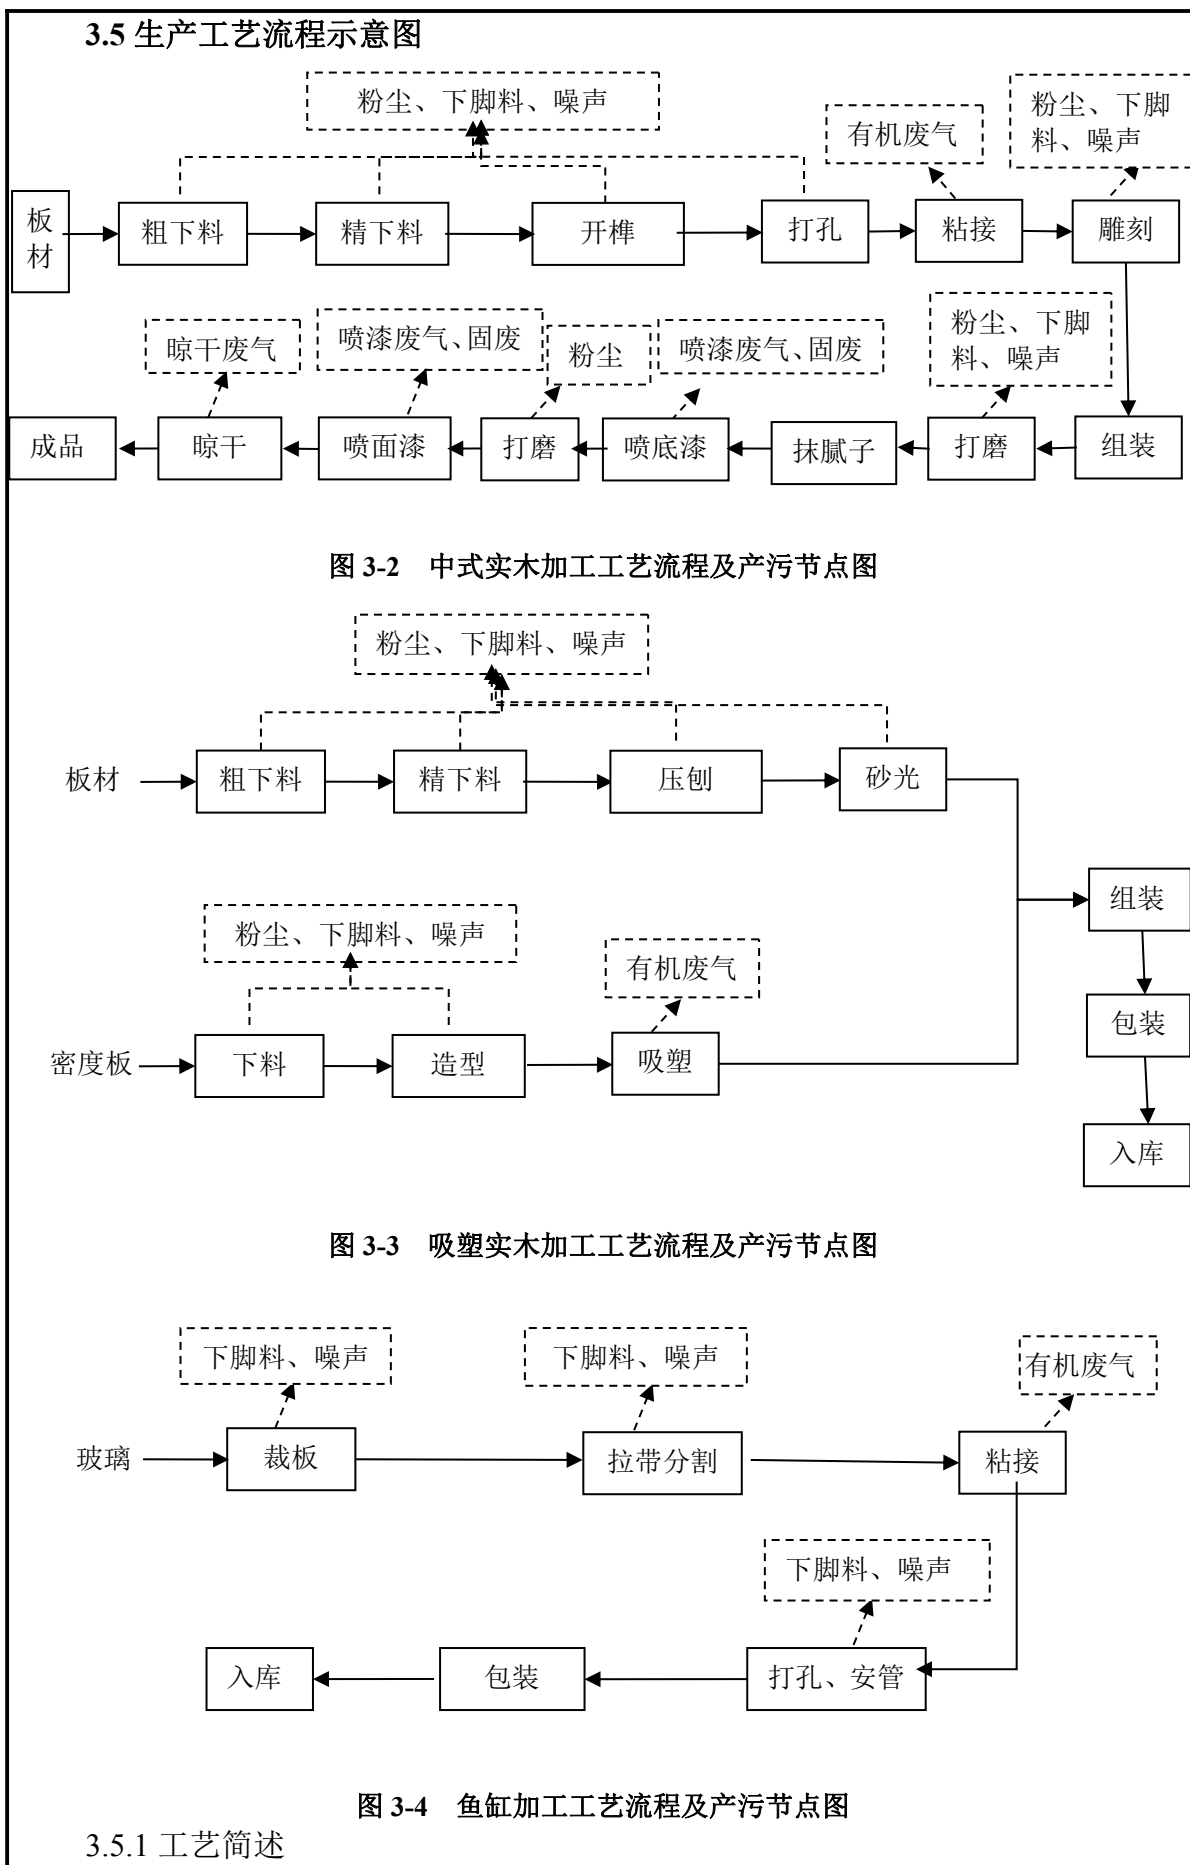 3.5 生产工艺流程示意图
粉尘、下脚料、噪声
有机废气
粉尘、下脚
料、噪声
板
材
粗下料
精下料
开榫
打孔
粘接
雕刻
晾干废气
喷漆废气、固废
粉尘
喷漆废气、固废
粉尘、下脚
料、噪声
成品
晾干
喷面漆
打磨
喷底漆
抹腻子
打磨
组装
图 3-2 中式实木加工工艺流程及产污节点图
粉尘、下脚料、噪声
板材
粗下料
精下料
压刨
砂光
组装
粉尘、下脚料、噪声
有机废气
包装
密度板
下料
造型
吸塑
入库
图 3-3 吸塑实木加工工艺流程及产污节点图
下脚料、噪声
下脚料、噪声
有机废气
玻璃
裁板
拉带分割
粘接
下脚料、噪声
入库
包装
打孔、安管
图 3-4 鱼缸加工工艺流程及产污节点图
3.5.1 工艺简述